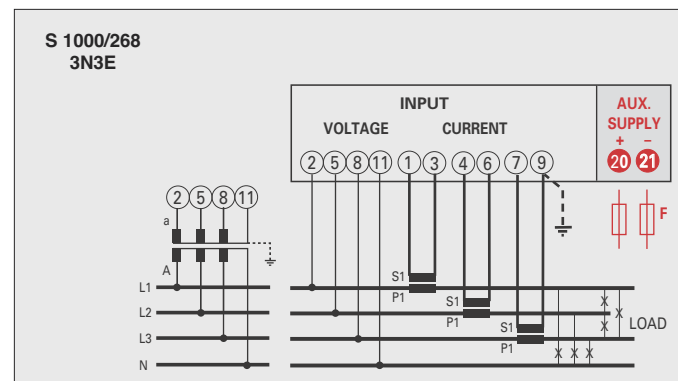 S 1000/268
3N3E
INPUT
VOLTAGE CURRENT
2 5 8 11 1 3 4 6 7 9
AUX.
SUPPLY
+ –
20 21
F
2 5 8 11
a
A
L1
L2
L3
N
S1
P1
S1
P1
S1
P1
X
X
X
X X X
LOAD